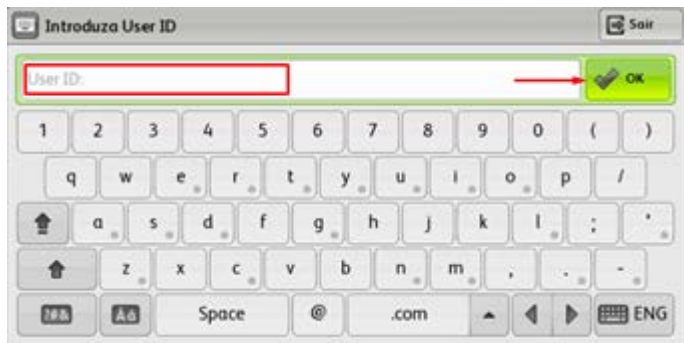 Introduza User ID Sair
User ID: OK
1 2 3 4 5 6 7 8 9 0 ( )
q w e r t y u i o p /
a s d f g h j k l ; '
z x c v b n m , . -
?#& Aó Space @ .com ENG